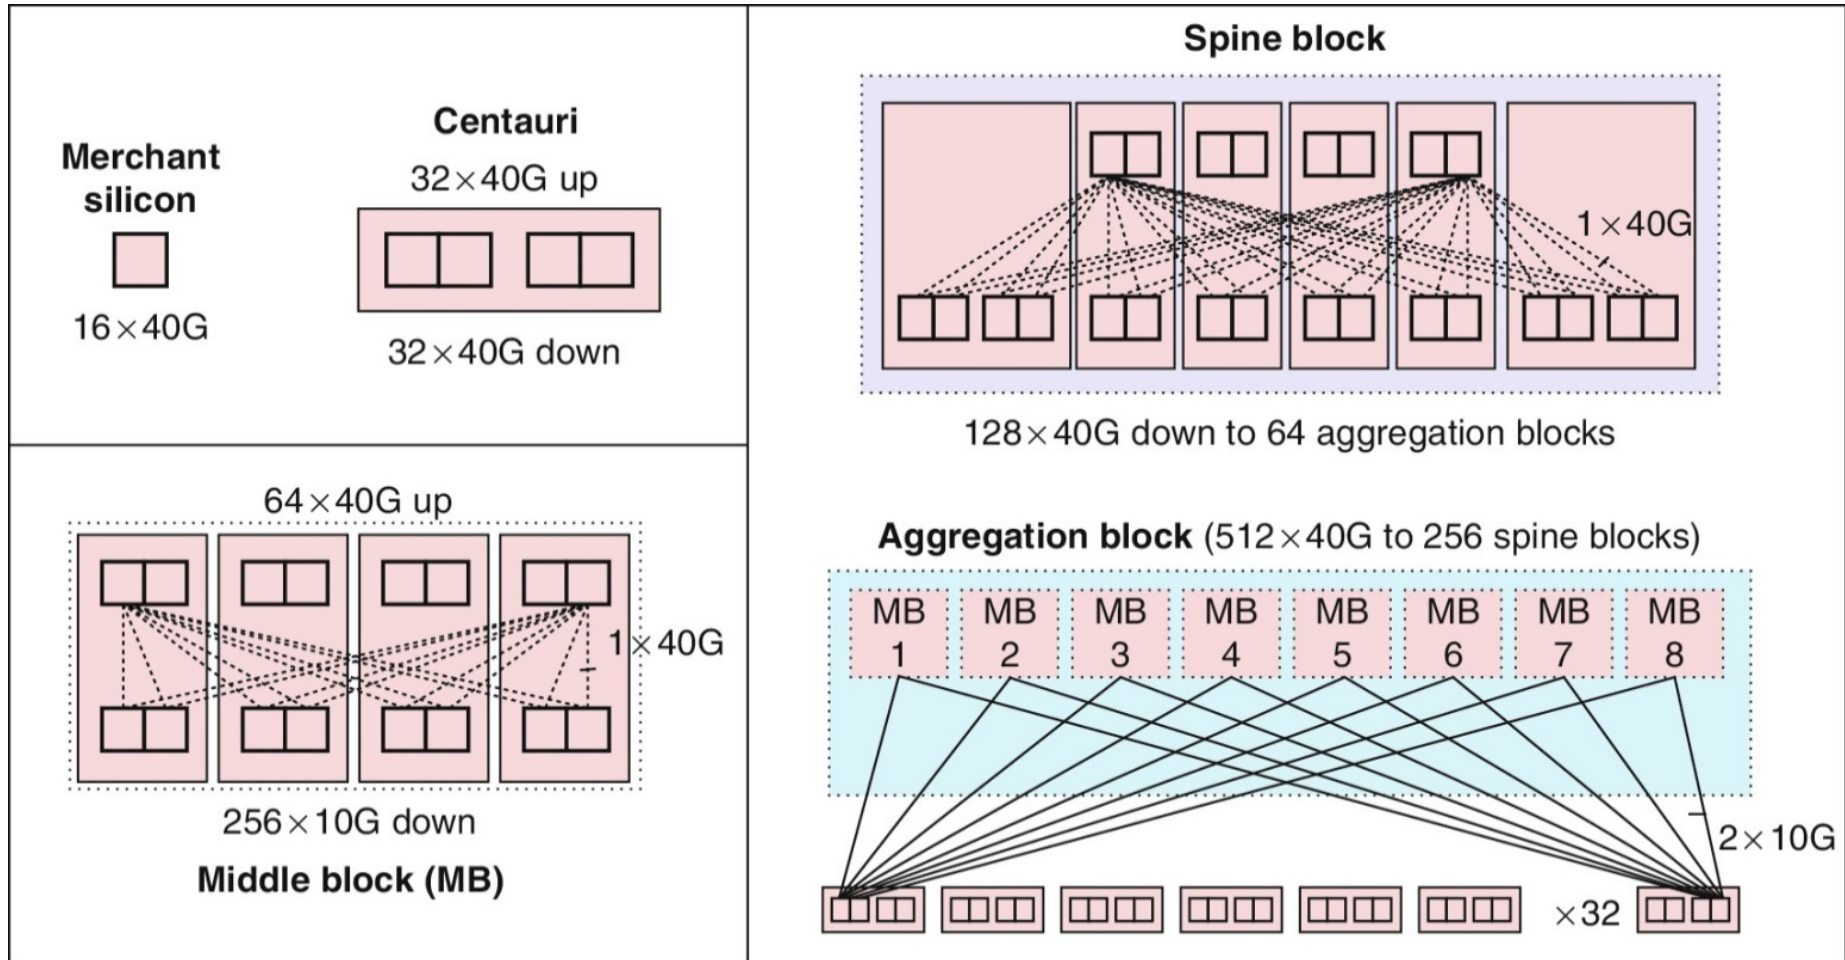 Merchant
silicon
16×40G
Centauri
32×40G up
32×40G down
64×40G up
1×40G
256×10G down
Middle block (MB)
Spine block
1×40G
128×40G down to 64 aggregation blocks
Aggregation block (512×40G to 256 spine blocks)
MB MB MB MB MB MB MB MB
1 2 3 4 5 6 7 8
2×10G
×32